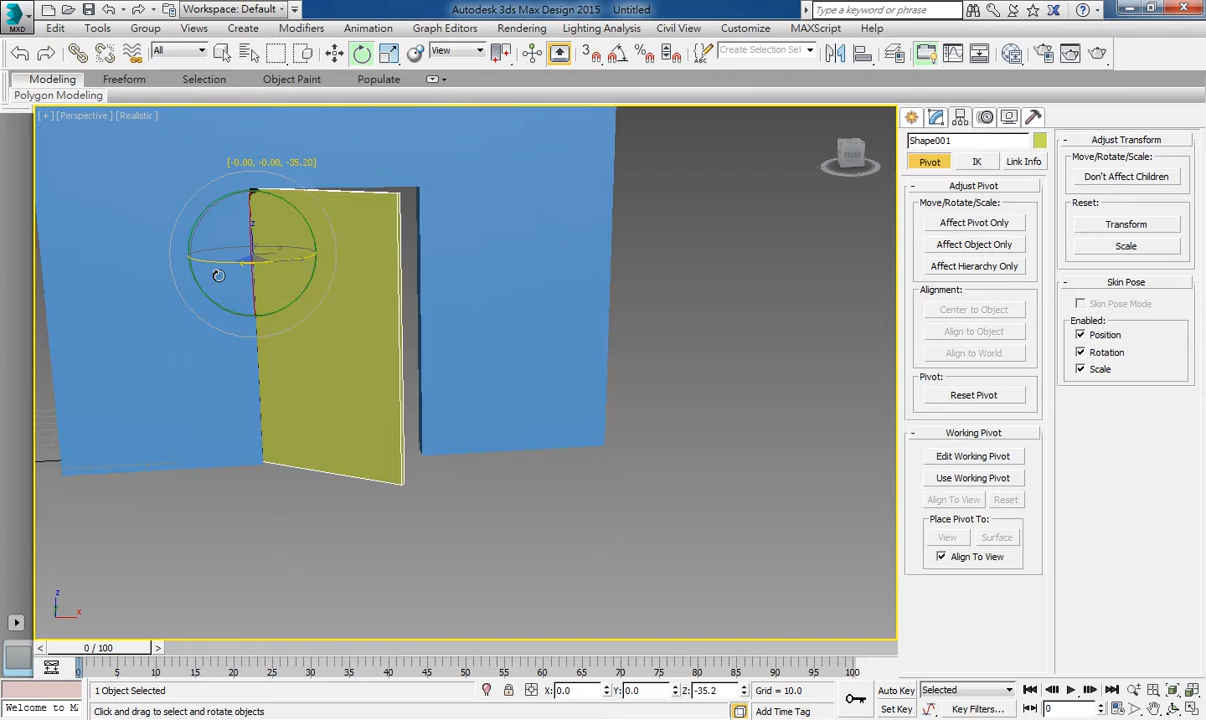 Workspace: Default
Autodesk 3ds Max Design 2015 Untitled
Type a keyword or phrase
MXD
Edit Tools Group Views Create Modifiers Animation Graph Editors Rendering Lighting Analysis Civil View Customize MAXScript Help
All View Create Selection Set
Modeling Freeform Selection Object Paint Populate
Polygon Modeling
[+] [Perspective] [Realistic]
[-0.00, -0.00, -35.20]
z
FRONT
z
x
Shape001
Pivot IK Link Info
- Adjust Pivot
Move/Rotate/Scale:
Affect Pivot Only
Affect Object Only
Affect Hierarchy Only
Alignment:
Center to Object
Align to Object
Align to World
Pivot:
Reset Pivot
- Working Pivot
Edit Working Pivot
Use Working Pivot
Align To View Reset
Place Pivot To:
View Surface
Align To View
- Adjust Transform
Move/Rotate/Scale:
Don't Affect Children
Reset:
Transform
Scale
- Skin Pose
Skin Pose Mode
Enabled:
Position
Rotation
Scale
< 0 / 100 >
0 5 10 15 20 25 30 35 40 45 50 55 60 65 70 75 80 85 90 95 100
1 Object Selected X: 0.0 Y: 0.0 Z: -35.2 Grid = 10.0 Auto Key Selected
Welcome to Ma Click and drag to select and rotate objects Add Time Tag Set Key Key Filters... 0